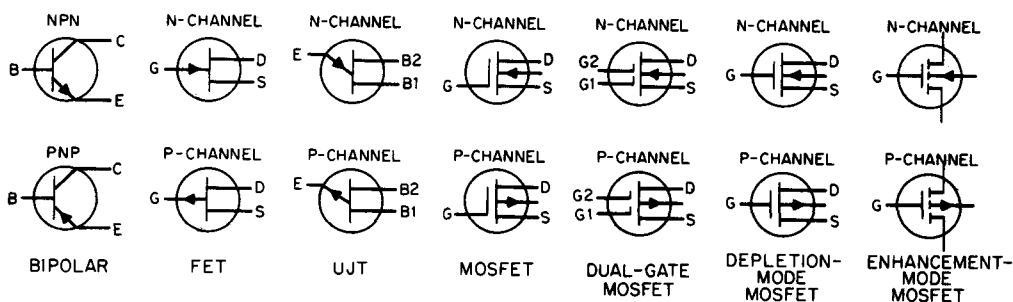 NPN
C
B
E
N-CHANNEL
D
G
S
N-CHANNEL
E
B2
B1
N-CHANNEL
D
G
S
N-CHANNEL
G2
D
G1
S
N-CHANNEL
D
G
S
N-CHANNEL
G
PNP
C
B
E
P-CHANNEL
D
G
S
P-CHANNEL
E
B2
B1
P-CHANNEL
D
G
S
P-CHANNEL
G2
D
G1
S
P-CHANNEL
D
G
S
P-CHANNEL
G
BIPOLAR
FET
UJT
MOSFET
DUAL-GATE
MOSFET
DEPLETION-
MODE
MOSFET
ENHANCEMENT-
MODE
MOSFET